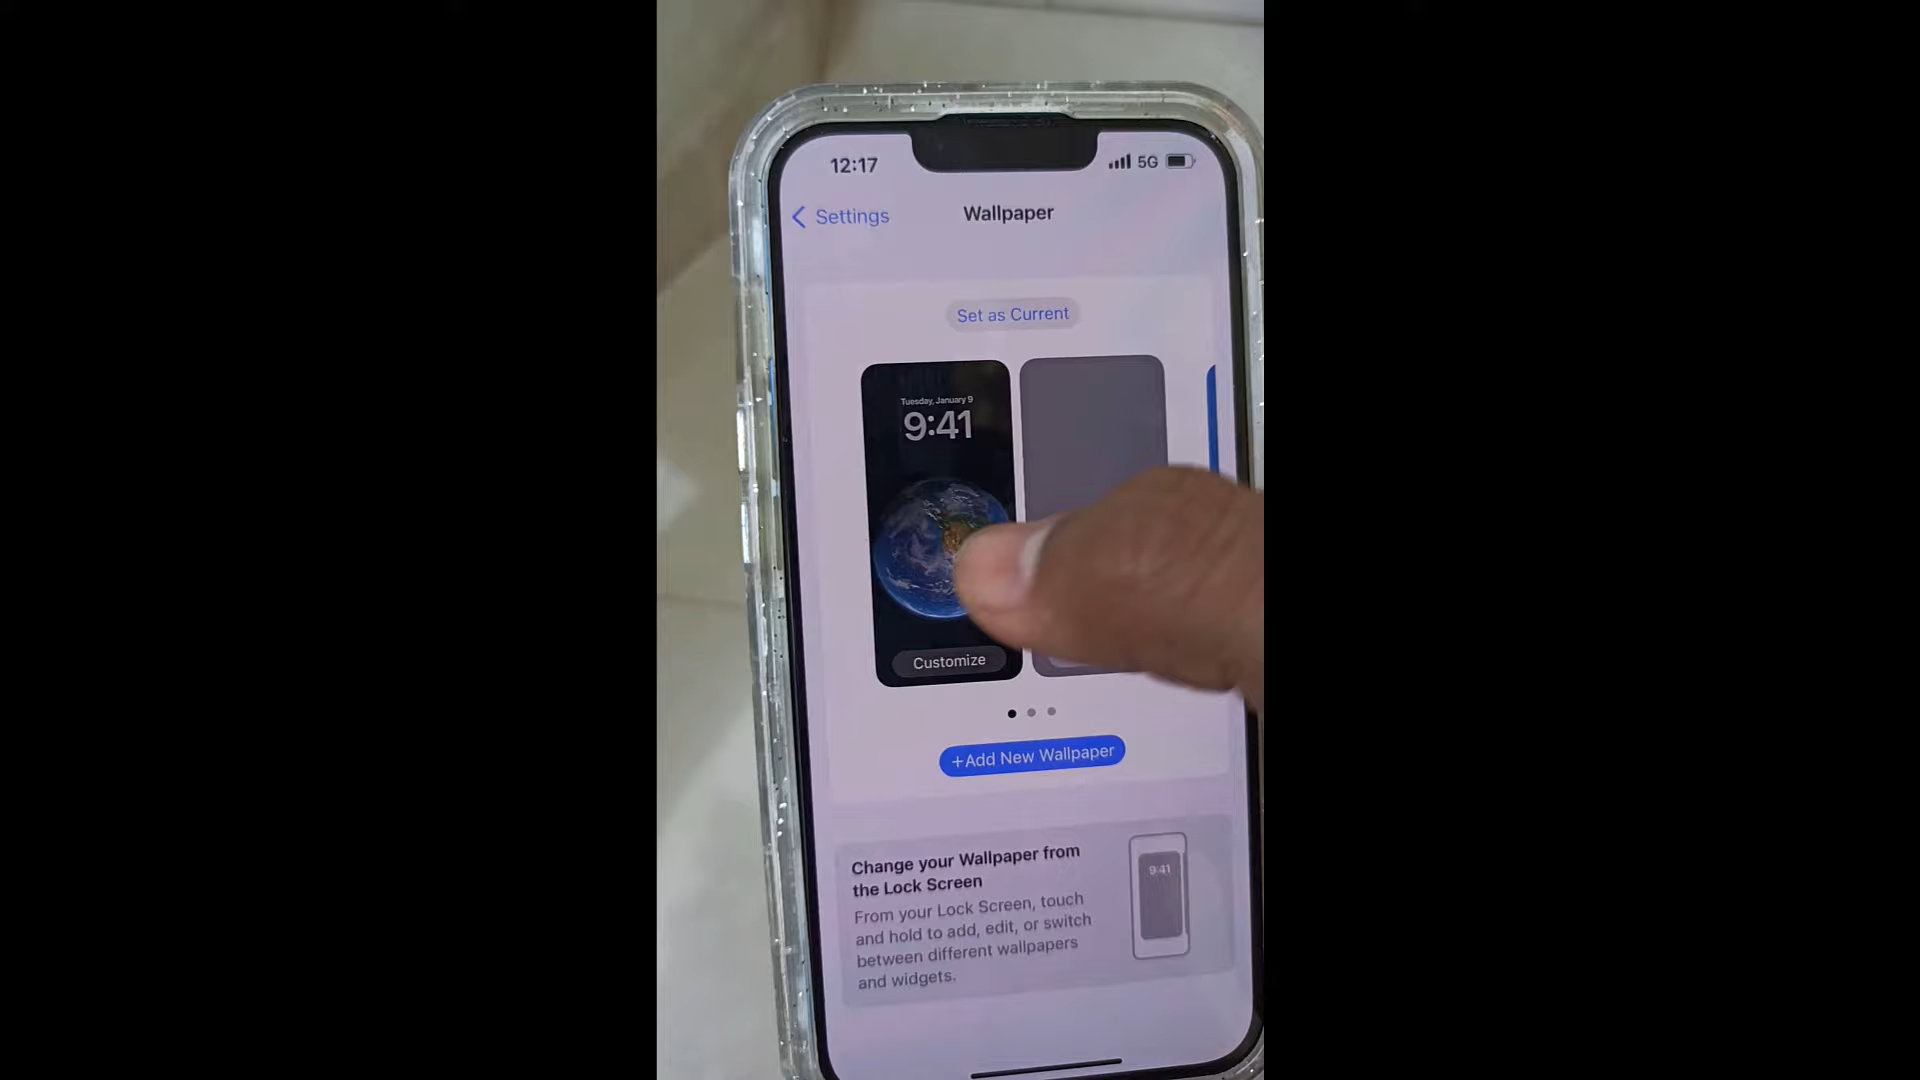 12:17
5G
Settings
Wallpaper
Set as Current
Tuesday, January 9
9:41
Customize
+Add New Wallpaper
Change your Wallpaper from
the Lock Screen
From your Lock Screen, touch
and hold to add, edit, or switch
between different wallpapers
and widgets.
9:41